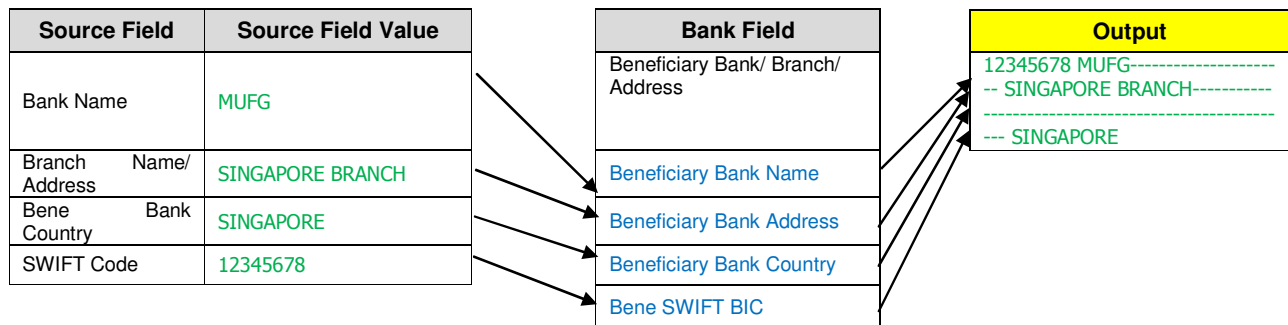 Source Field
Source Field Value
Bank Name
MUFG
Branch Name/
Address
SINGAPORE BRANCH
Bene Bank
Country
SINGAPORE
SWIFT Code
12345678
Bank Field
Beneficiary Bank/ Branch/
Address
Beneficiary Bank Name
Beneficiary Bank Address
Beneficiary Bank Country
Bene SWIFT BIC
Output
12345678 MUFG--------------------
-- SINGAPORE BRANCH-----------
----------------------------------------
--- SINGAPORE